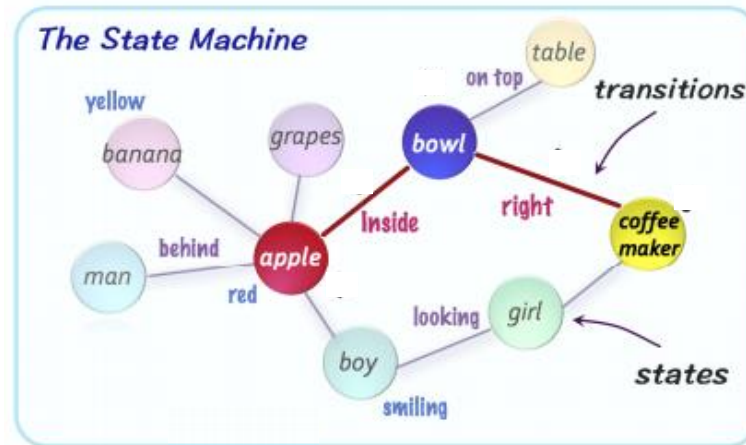 The State Machine
table
on top
transitions
yellow
grapes
bowl
banana
Inside
right
coffee
maker
behind
apple
man
red
looking
girl
boy
states
smiling